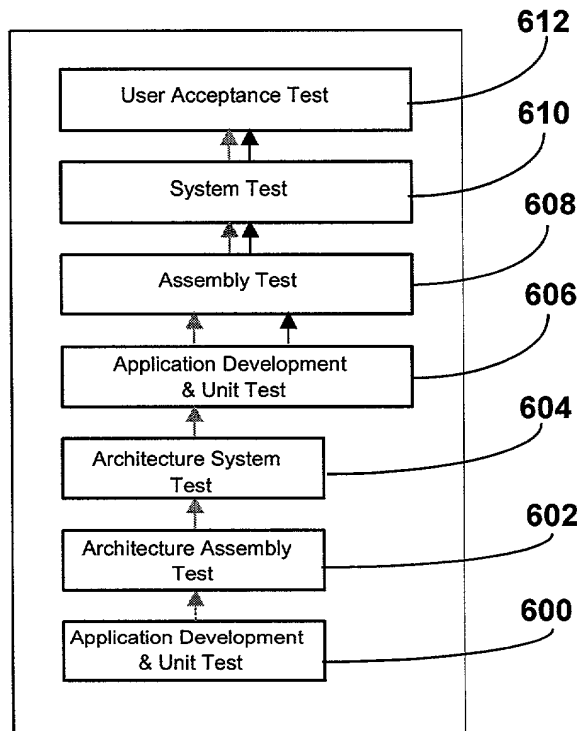 612
User Acceptance Test
610
System Test
608
Assembly Test
606
Application Development
& Unit Test
604
Architecture System
Test
602
Architecture Assembly
Test
600
Application Development
& Unit Test